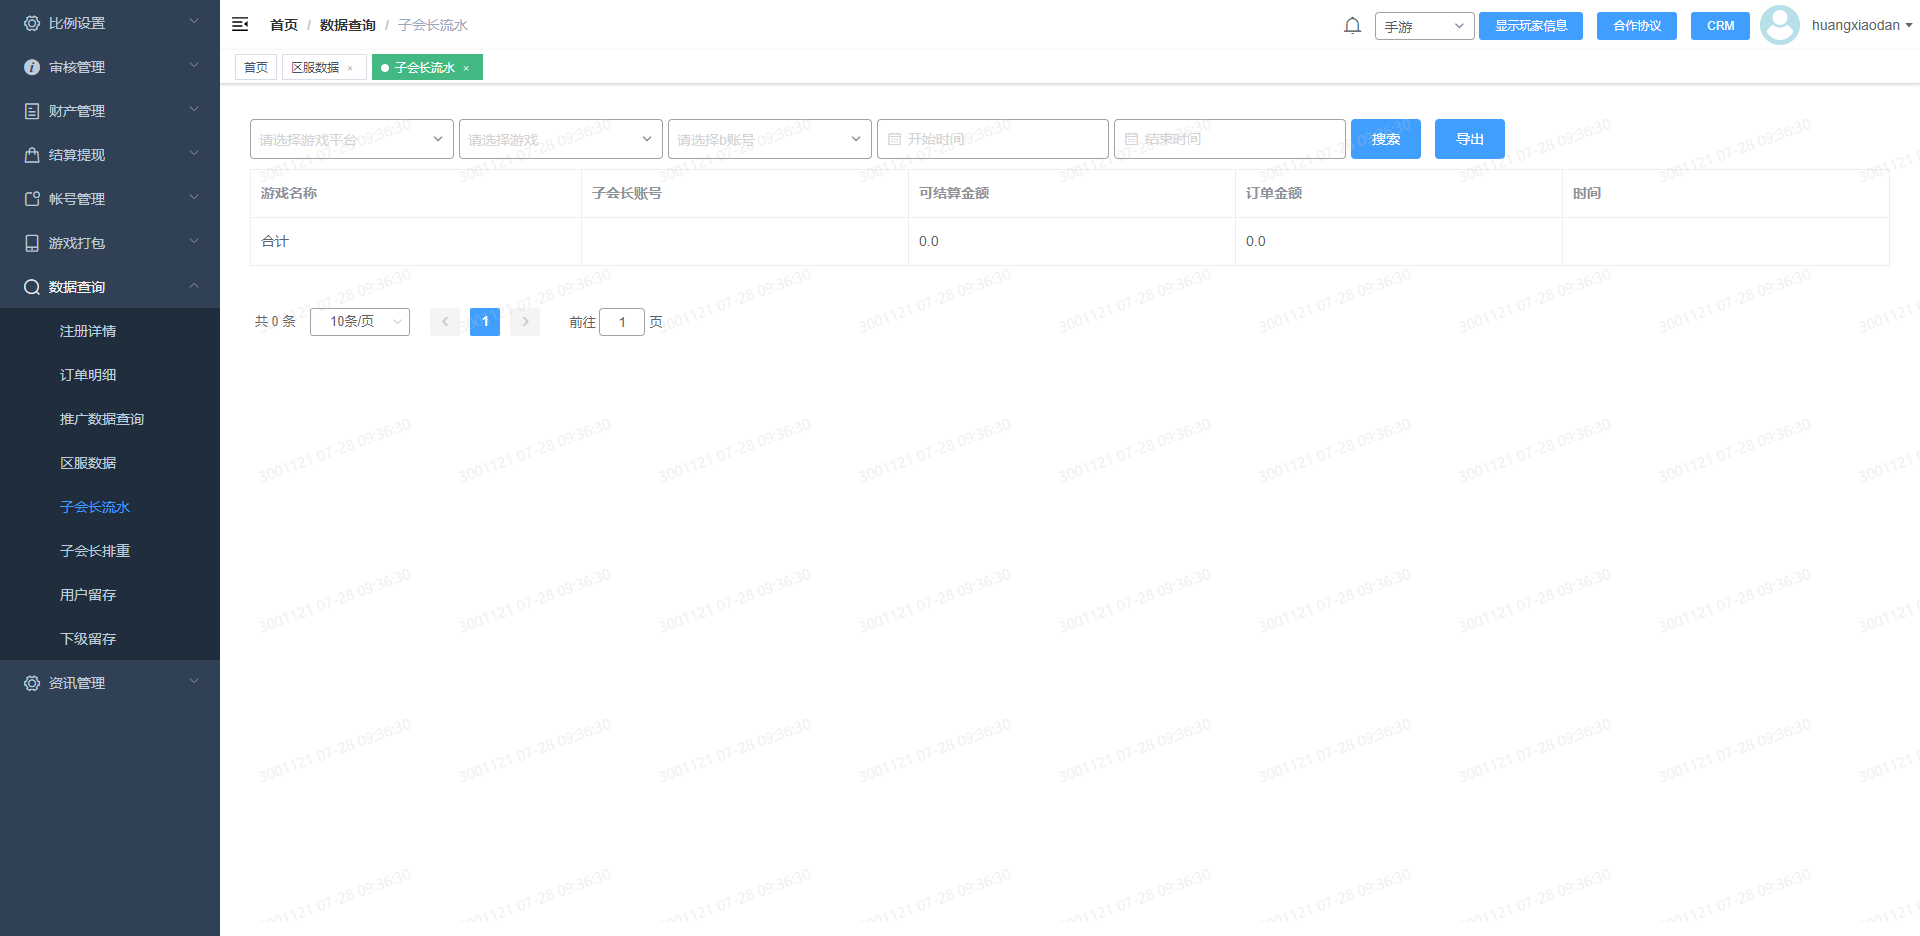 比例设置
审核管理
财产管理
结算提现
帐号管理
游戏打包
数据查询
注册详情
订单明细
推广数据查询
区服数据
子会长流水
子会长排重
用户留存
下级留存
资讯管理
首页 / 数据查询 / 子会长流水
手游 显示玩家信息 合作协议 CRM huangxiaodan
首页 区服数据 × 子会长流水 ×
请选择游戏平台 请选择游戏 请选择b账号 开始时间 结束时间 搜索 导出
游戏名称 子会长账号 可结算金额 订单金额 时间
合计 0.0 0.0
共 0 条 10条/页 1 前往 1 页
3001121 07-28 09:36:30